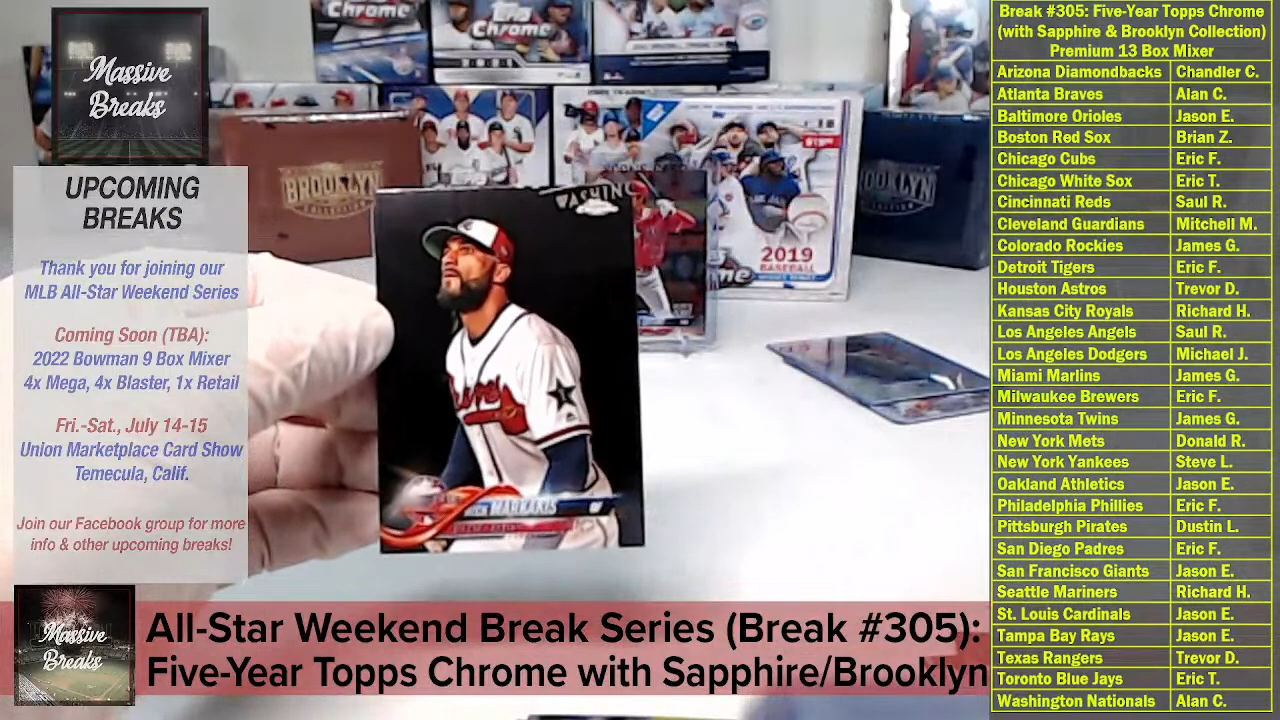 Massive
Breaks
UPCOMING
BREAKS
Thank you for joining our
MLB All-Star Weekend Series
Coming Soon (TBA):
2022 Bowman 9 Box Mixer
4x Mega, 4x Blaster, 1x Retail
Fri.-Sat., July 14-15
Union Marketplace Card Show
Temecula, Calif.
Join our Facebook group for more
info & other upcoming breaks!
Chrome
Topps
Chrome
BROOKLYN
COLLECTION
BROOKLYN
2019
BASEBALL
WASHING
MARKAKIS
Massive
Breaks
All-Star Weekend Break Series (Break #305):
Five-Year Topps Chrome with Sapphire/Brooklyn
Break #305: Five-Year Topps Chrome
(with Sapphire & Brooklyn Collection)
Premium 13 Box Mixer
Arizona Diamondbacks Chandler C.
Atlanta Braves Alan C.
Baltimore Orioles Jason E.
Boston Red Sox Brian Z.
Chicago Cubs Eric F.
Chicago White Sox Eric T.
Cincinnati Reds Saul R.
Cleveland Guardians Mitchell M.
Colorado Rockies James G.
Detroit Tigers Eric F.
Houston Astros Trevor D.
Kansas City Royals Richard H.
Los Angeles Angels Saul R.
Los Angeles Dodgers Michael J.
Miami Marlins James G.
Milwaukee Brewers Eric F.
Minnesota Twins James G.
New York Mets Donald R.
New York Yankees Steve L.
Oakland Athletics Jason E.
Philadelphia Phillies Eric F.
Pittsburgh Pirates Dustin L.
San Diego Padres Eric F.
San Francisco Giants Jason E.
Seattle Mariners Richard H.
St. Louis Cardinals Jason E.
Tampa Bay Rays Jason E.
Texas Rangers Trevor D.
Toronto Blue Jays Eric T.
Washington Nationals Alan C.